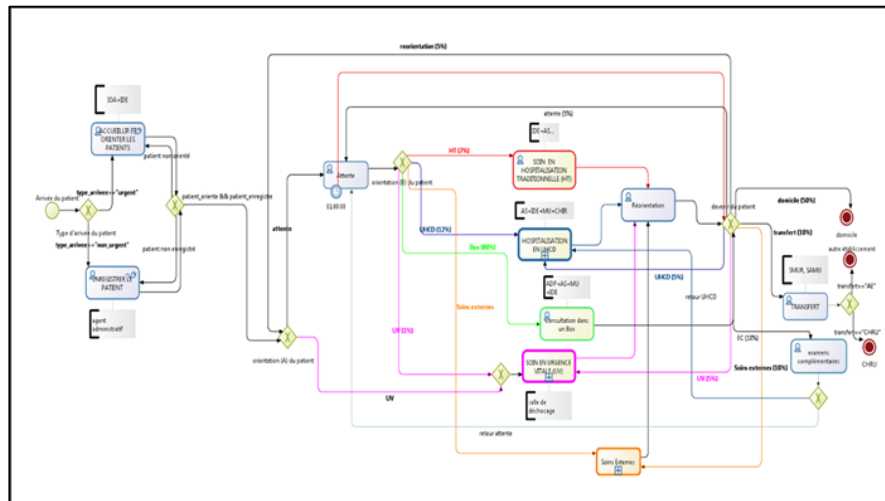 reorientation (5%)
IOA+IDE
ACCUEILLIR ET
ORIENTER LES
PATIENTS
patient non orienté
attente (3%)
IDE+AS...
HT (7%)
SOIN EN
HOSPITALISATION
TRADITIONNELLE (HT)
Attente
type_arrivee=="urgent"
patient_oriente && patient_enregistre
orientation (B) du patient
Réorientation
domicile (50%)
Arrivée du patient
AS+IDE+MU+CHIR
devenir du patient
Type d'arrivée du patient
attente
domicile
type_arrivee=="non_urgent"
UHCD (12%)
HOSPITALISATION
EN UHCD
transfert (10%)
autre établissement
patient non enregistré
Box (80%)
UHCD (5%)
SMUR, SAMU
ENREGISTRER LE
PATIENT
ADP+AS+MU
+IDE
retour UHCD
transfert=="AE"
Soins externes
TRANSFERT
agent
administratif
Consultation dans
un Box
transfert=="CHRU"
UV (1%)
EC (10%)
examens
complémentaires
orientation (A) du patient
SOIN EN URGENCE
VITALE (UV)
Soins externes (10%)
CHRU
UV (5%)
UV
salle de
déchocage
retour attente
Soins Externes